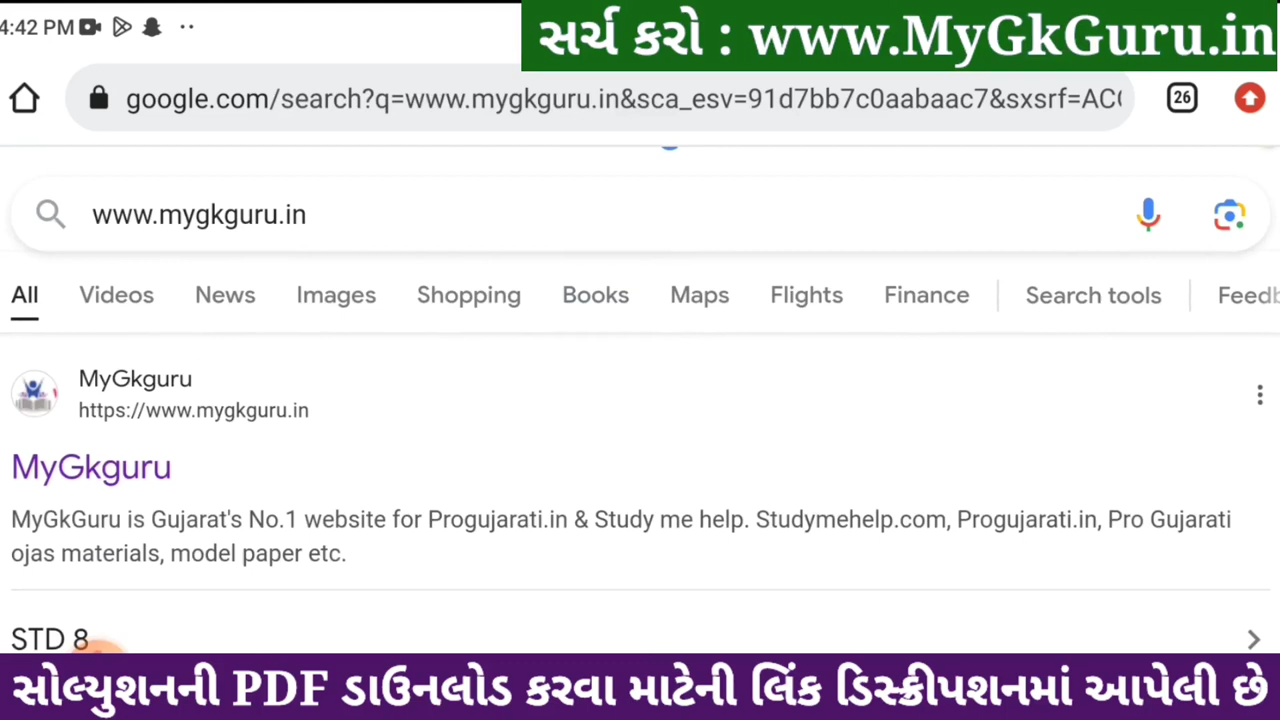 4:42 PM
સર્ચ કરો : www.MyGkGuru.in
google.com/search?q=www.mygkguru.in&sca_esv=91d7bb7c0aabaac7&sxsrf=AC
26
www.mygkguru.in
All Videos News Images Shopping Books Maps Flights Finance Search tools Feedb
MyGkguru
https://www.mygkguru.in
MyGkguru
MyGkGuru is Gujarat's No.1 website for Progujarati.in & Study me help. Studymehelp.com, Progujarati.in, Pro Gujarati
ojas materials, model paper etc.
STD 8
સોલ્યુશનની PDF ડાઉનલોડ કરવા માટેની લિંક ડિસ્ક્રીપશનમાં આપેલી છે